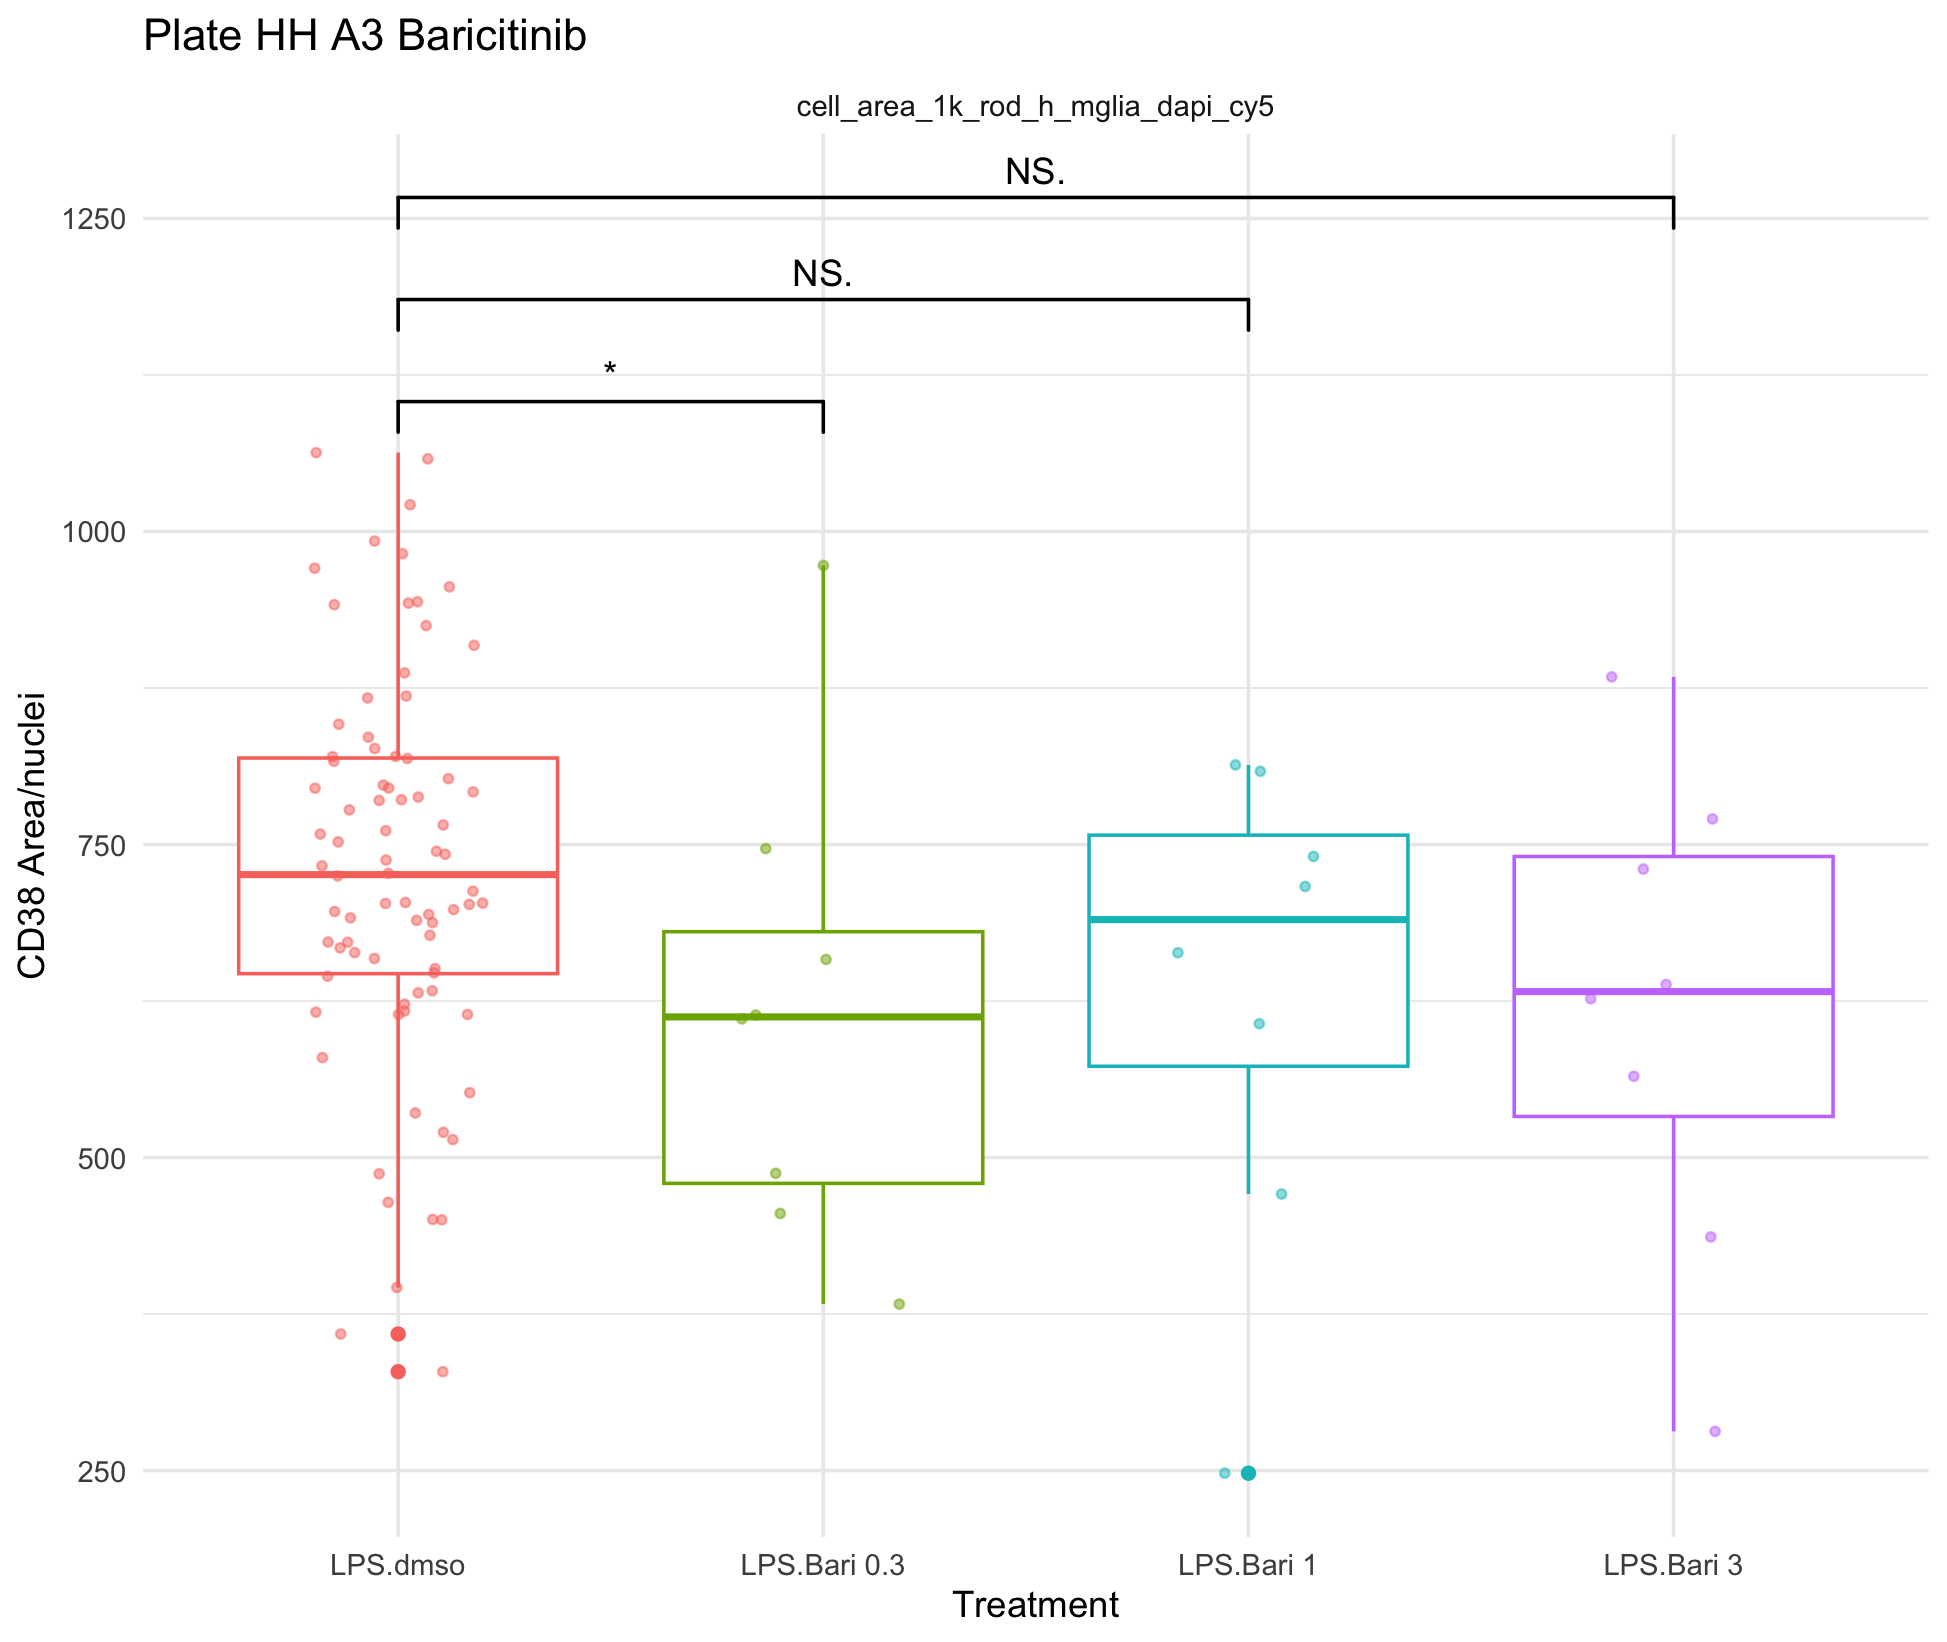 Plate HH A3 Baricitinib
cell_area_1k_rod_h_mglia_dapi_cy5
NS.
NS.
*
1250
1000
750
500
250
CD38 Area/nuclei
LPS.dmso
LPS.Bari 0.3
LPS.Bari 1
LPS.Bari 3
Treatment